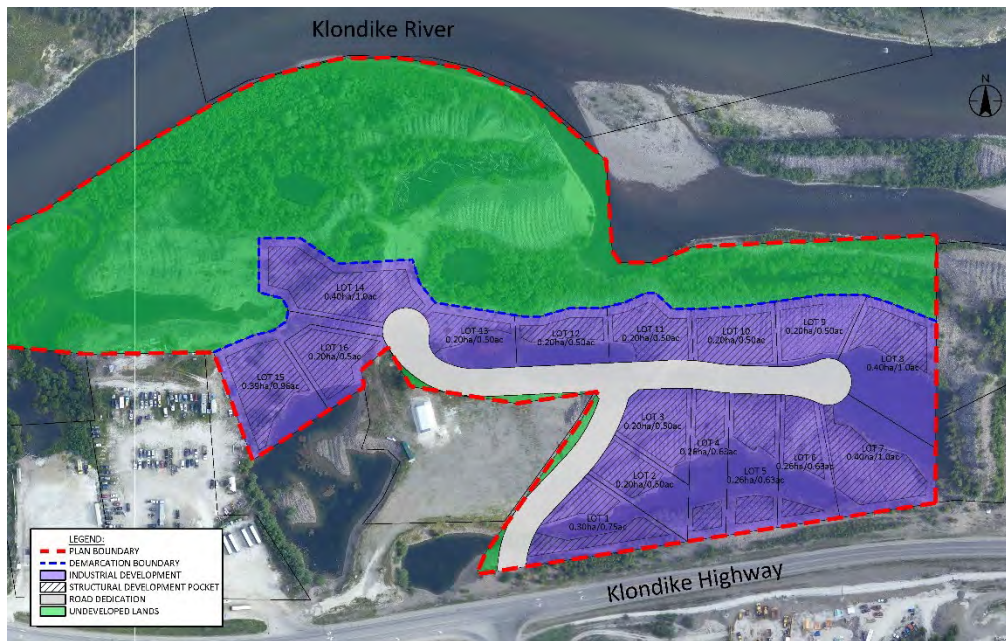 Klondike River
N
LOT 14
0.40ha/1.0ac
LOT 16
0.20ha/0.5ac
LOT 15
0.39ha/0.96ac
LOT 13
0.20ha/0.50ac
LOT 12
0.20ha/0.50ac
LOT 11
0.20ha/0.50ac
LOT 10
0.20ha/0.50ac
LOT 9
0.20ha/0.50ac
LOT 3
0.40ha/1.0ac
LOT 3
0.20ha/0.50ac
LOT 4
0.26ha/0.63ac
LOT 2
0.20ha/0.50ac
LOT 5
0.26ha/0.63ac
LOT 6
0.26ha/0.63ac
LOT 7
0.40ha/1.0ac
LOT 1
0.30ha/0.75ac
Klondike Highway
LEGEND:
PLAN BOUNDARY
DEMARCATION BOUNDARY
INDUSTRIAL DEVELOPMENT
STRUCTURAL DEVELOPMENT POCKET
ROAD DEDICATION
UNDEVELOPED LANDS